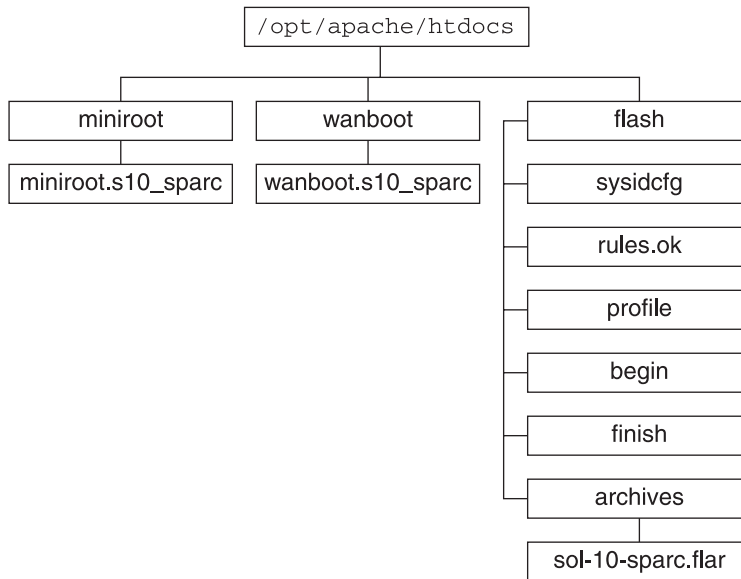 /opt/apache/htdocs
miniroot
wanboot
flash
miniroot.s10_sparc
wanboot.s10_sparc
sysidcfg
rules.ok
profile
begin
finish
archives
sol-10-sparc.flar